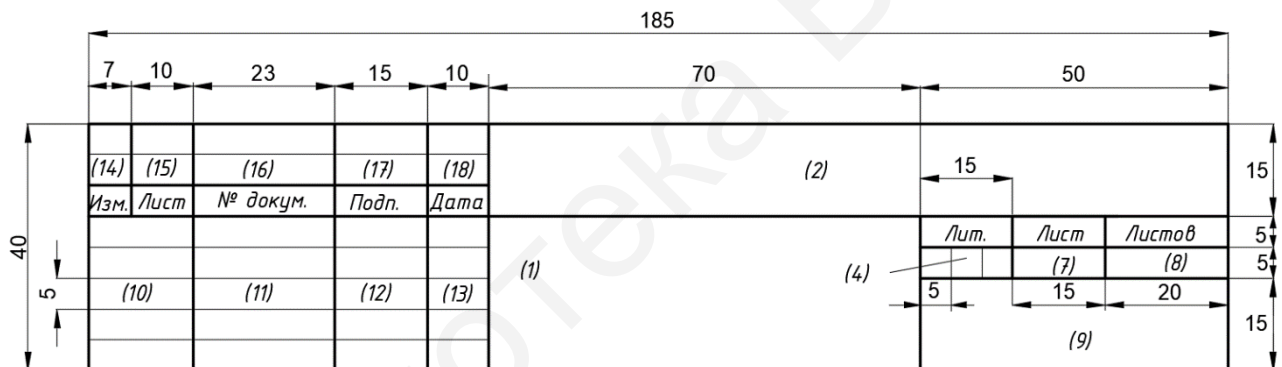 185
7 10 23 15 10 70 50
(14) (15) (16) (17) (18) (2) 15 15
Изм. Лист № докум. Подп. Дата
40 Лит. Лист Листов 5
(1) (4) (7) (8) 5
5 (10) (11) (12) (13) 5 15 20
(9) 15
отека